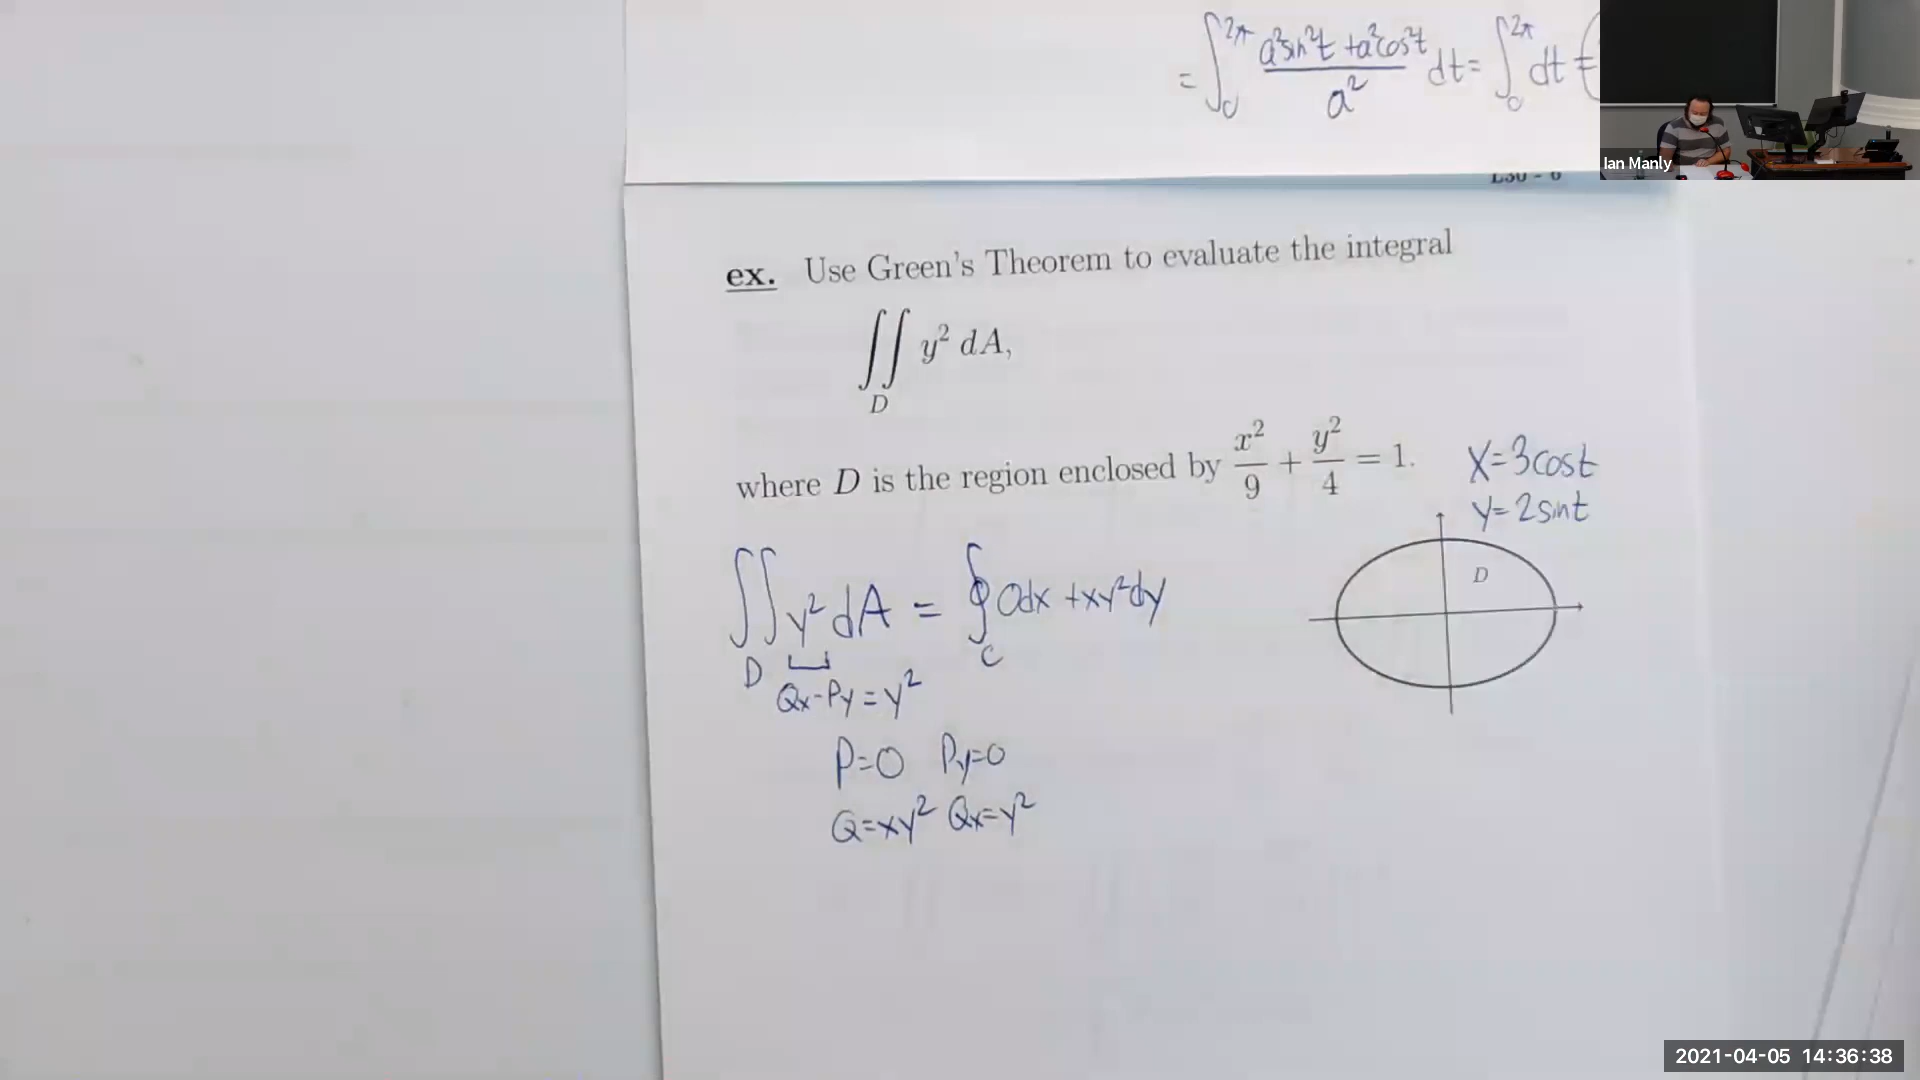 = ∫₀^2π (a²sin²t + a²cos²t)/a² dt = ∫₀^2π dt =
Ian Manly
ex. Use Green's Theorem to evaluate the integral
∬_D y² dA,
where D is the region enclosed by x²/9 + y²/4 = 1.
x=3cost
y=2sint
D
∬_D y² dA = ∮_C 0dx + xy²dy
Qx-Py = y²
P=0 Py=0
Q=xy² Qx=y²
2021-04-05 14:36:38